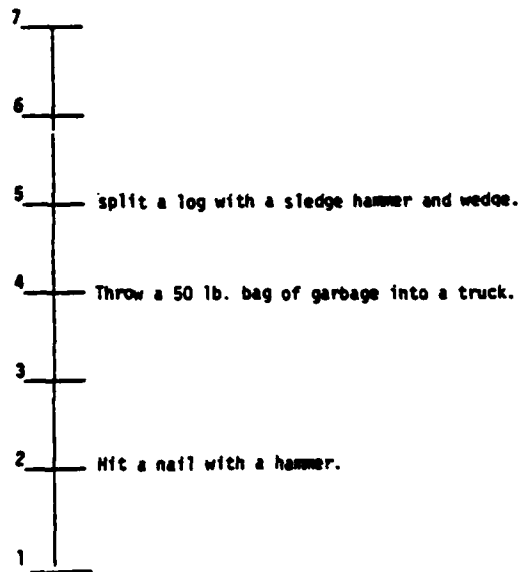 7
6
5 split a log with a sledge hammer and wedge.
4 Throw a 50 lb. bag of garbage into a truck.
3
2 Hit a nail with a hammer.
1